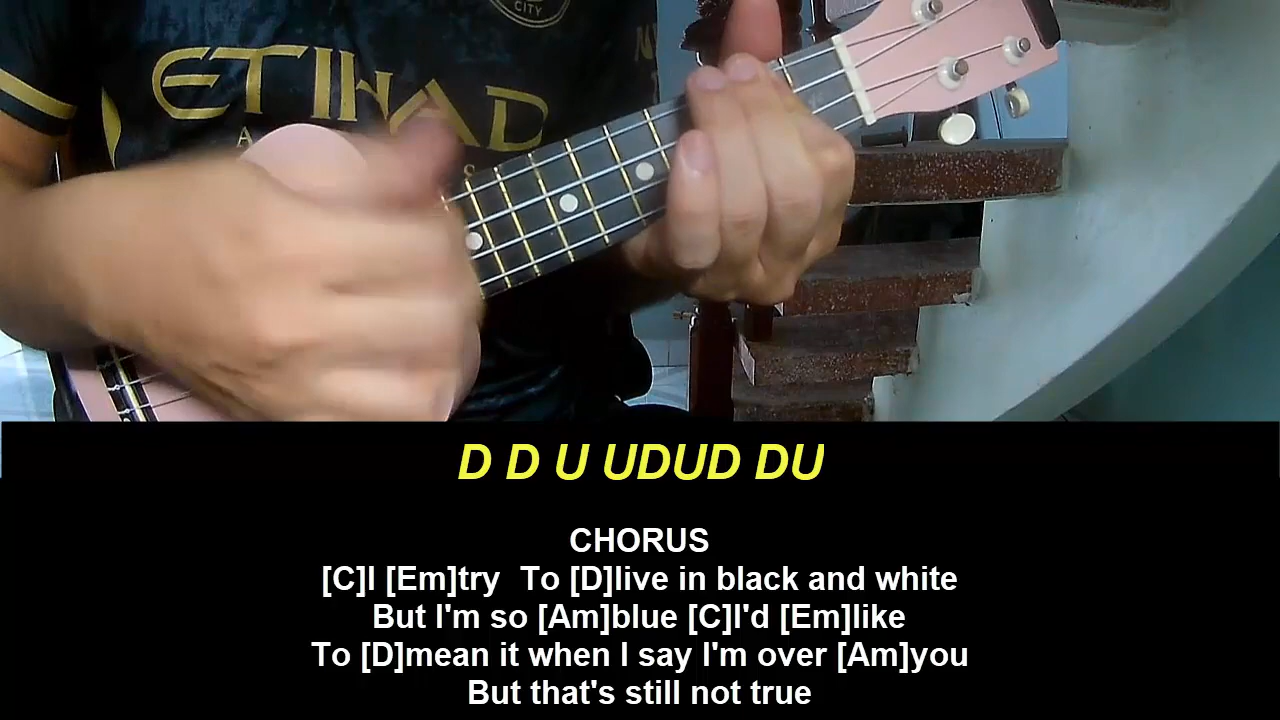 CITY
ETIHAD
D D U UDUD DU
CHORUS
[C]I [Em]try  To [D]live in black and white
But I'm so [Am]blue [C]I'd [Em]like
To [D]mean it when I say I'm over [Am]you
But that's still not true